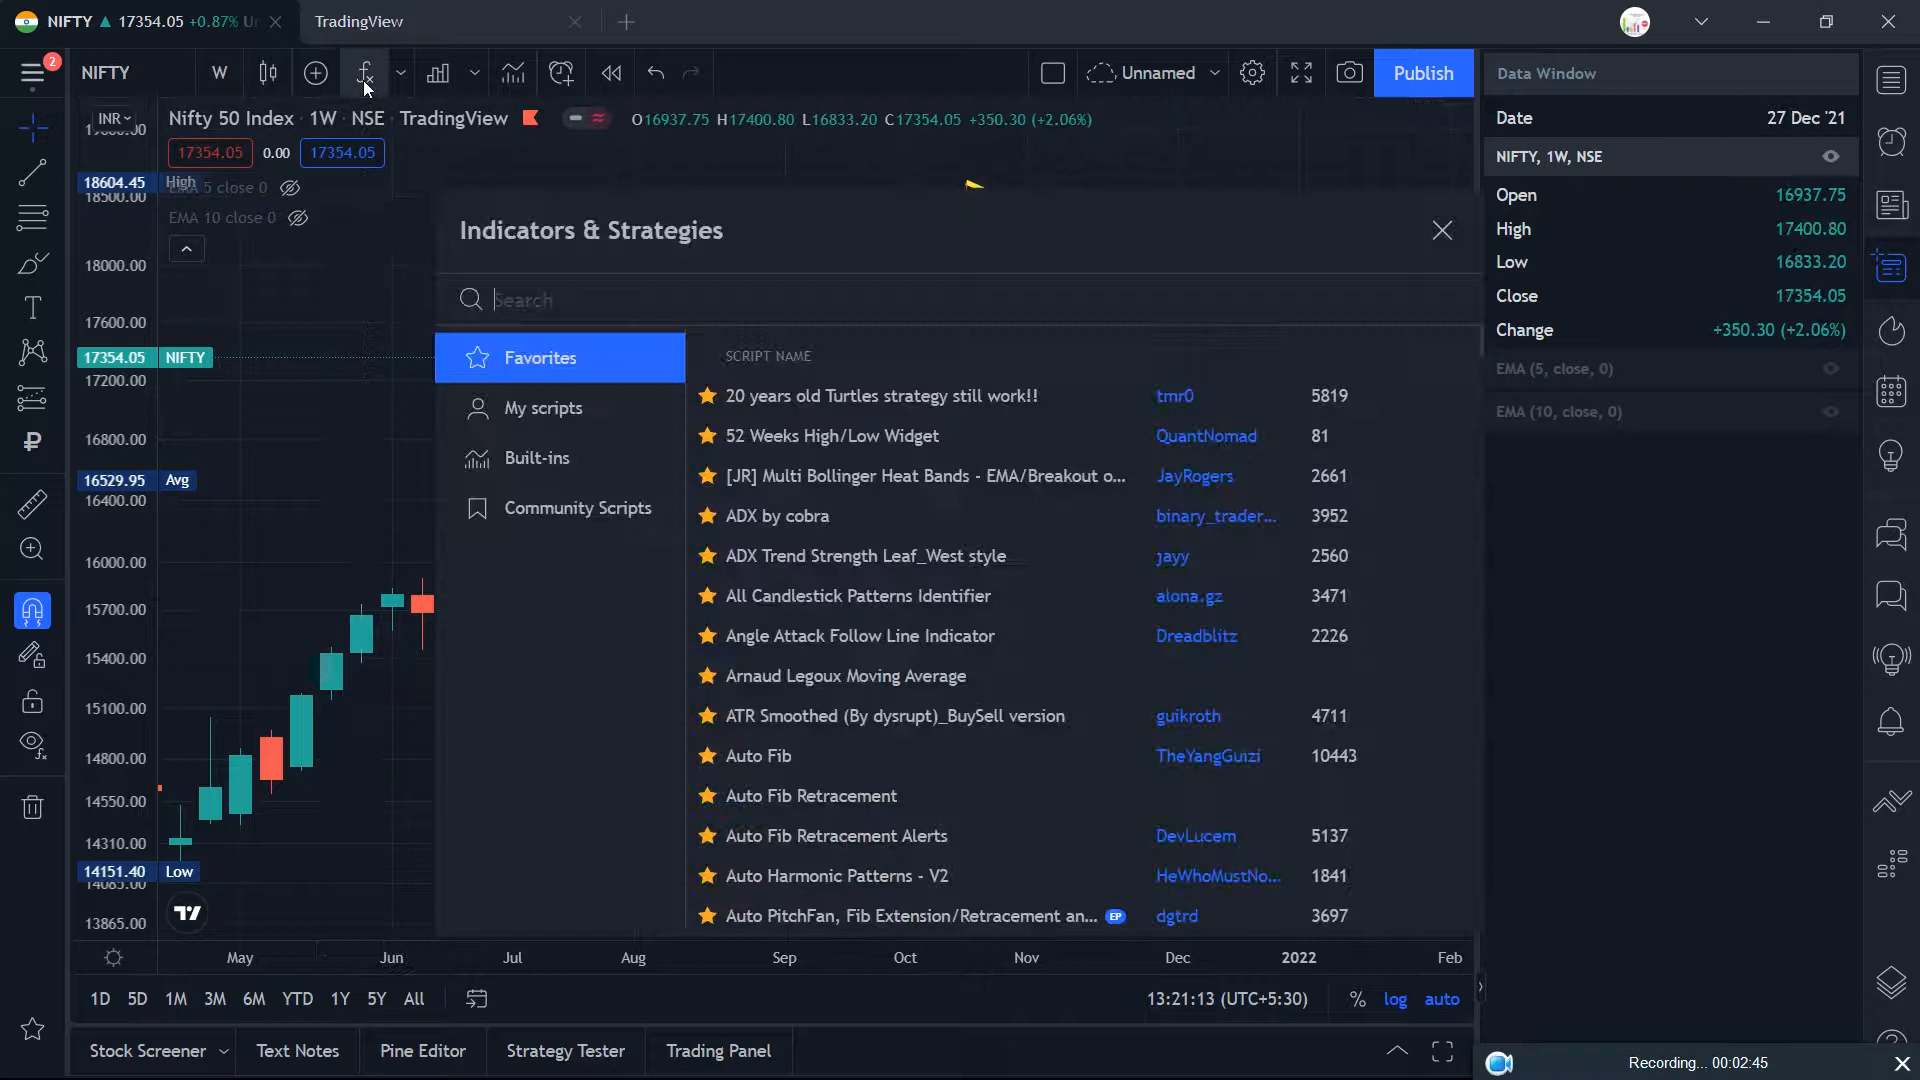 NIFTY ▲ 17354.05 +0.87%
TradingView
2
NIFTY
W
Unnamed
Publish
INR
Nifty 50 Index · 1W · NSE TradingView
O16937.75 H17400.80 L16833.20 C17354.05 +350.30 (+2.06%)
17354.05 0.00 17354.05
18604.45 High
EMA 5 close 0
18500.00
EMA 10 close 0
18000.00
17600.00
17354.05 NIFTY
17200.00
16800.00
16529.95 Avg
16400.00
16000.00
15700.00
15400.00
15100.00
14800.00
14550.00
14310.00
14151.40 Low
14085.00
13865.00
Indicators & Strategies
Search
Favorites
My scripts
Built-ins
Community Scripts
SCRIPT NAME
20 years old Turtles strategy still work!! tmr0 5819
52 Weeks High/Low Widget QuantNomad 81
[JR] Multi Bollinger Heat Bands - EMA/Breakout o... JayRogers 2661
ADX by cobra binary_trader... 3952
ADX Trend Strength Leaf_West style jayy 2560
All Candlestick Patterns Identifier alona.gz 3471
Angle Attack Follow Line Indicator Dreadblitz 2226
Arnaud Legoux Moving Average
ATR Smoothed (By dysrupt)_BuySell version guikroth 4711
Auto Fib TheYangGuizi 10443
Auto Fib Retracement
Auto Fib Retracement Alerts DevLucem 5137
Auto Harmonic Patterns - V2 HeWhoMustNo... 1841
Auto PitchFan, Fib Extension/Retracement an... EP dgtrd 3697
May Jun Jul Aug Sep Oct Nov Dec 2022 Feb
1D 5D 1M 3M 6M YTD 1Y 5Y All
13:21:13 (UTC+5:30) % log auto
Stock Screener Text Notes Pine Editor Strategy Tester Trading Panel
Data Window
Date 27 Dec '21
NIFTY, 1W, NSE
Open 16937.75
High 17400.80
Low 16833.20
Close 17354.05
Change +350.30 (+2.06%)
EMA (5, close, 0)
EMA (10, close, 0)
Recording... 00:02:45